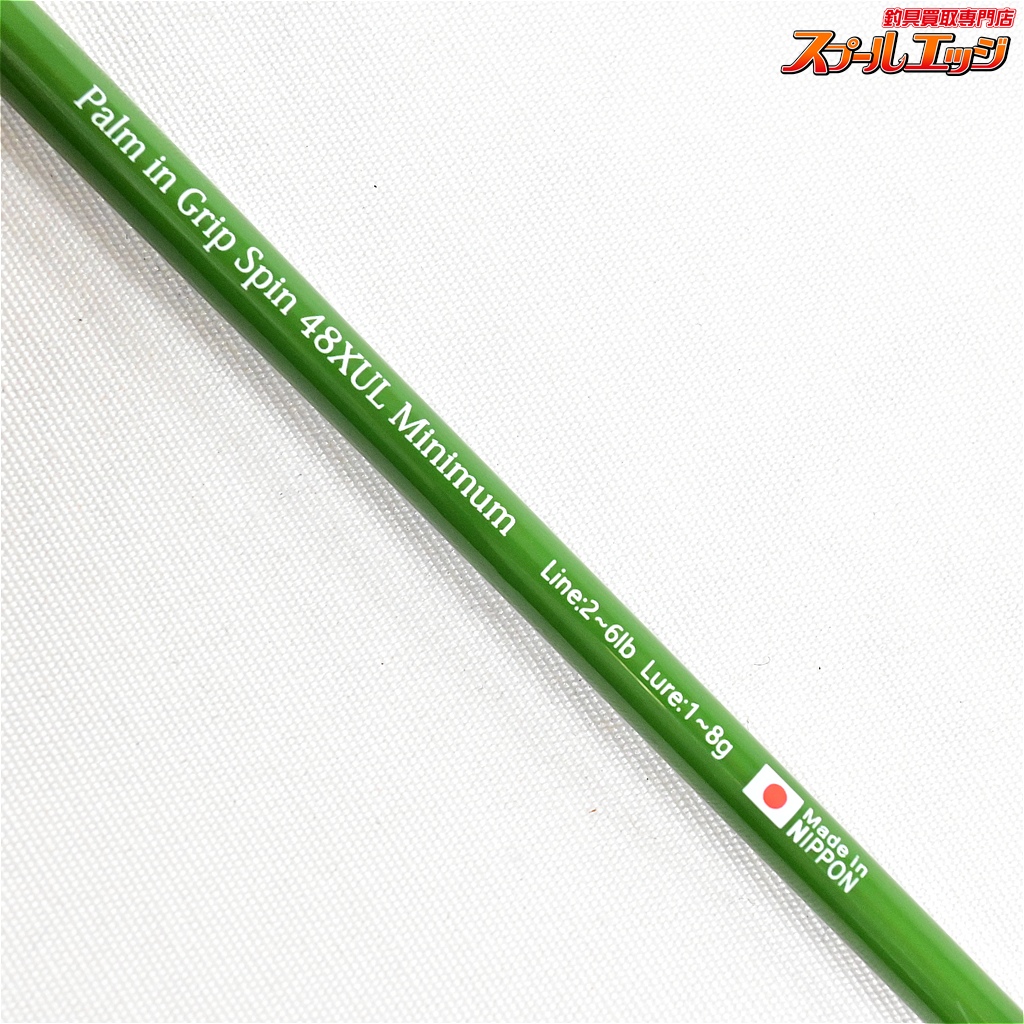 釣具買取専門店
スプールエッジ
Palm in Grip Spin 48XUL Minimum
Line:2~6lb Lure:1~8g
Made in
NIPPON